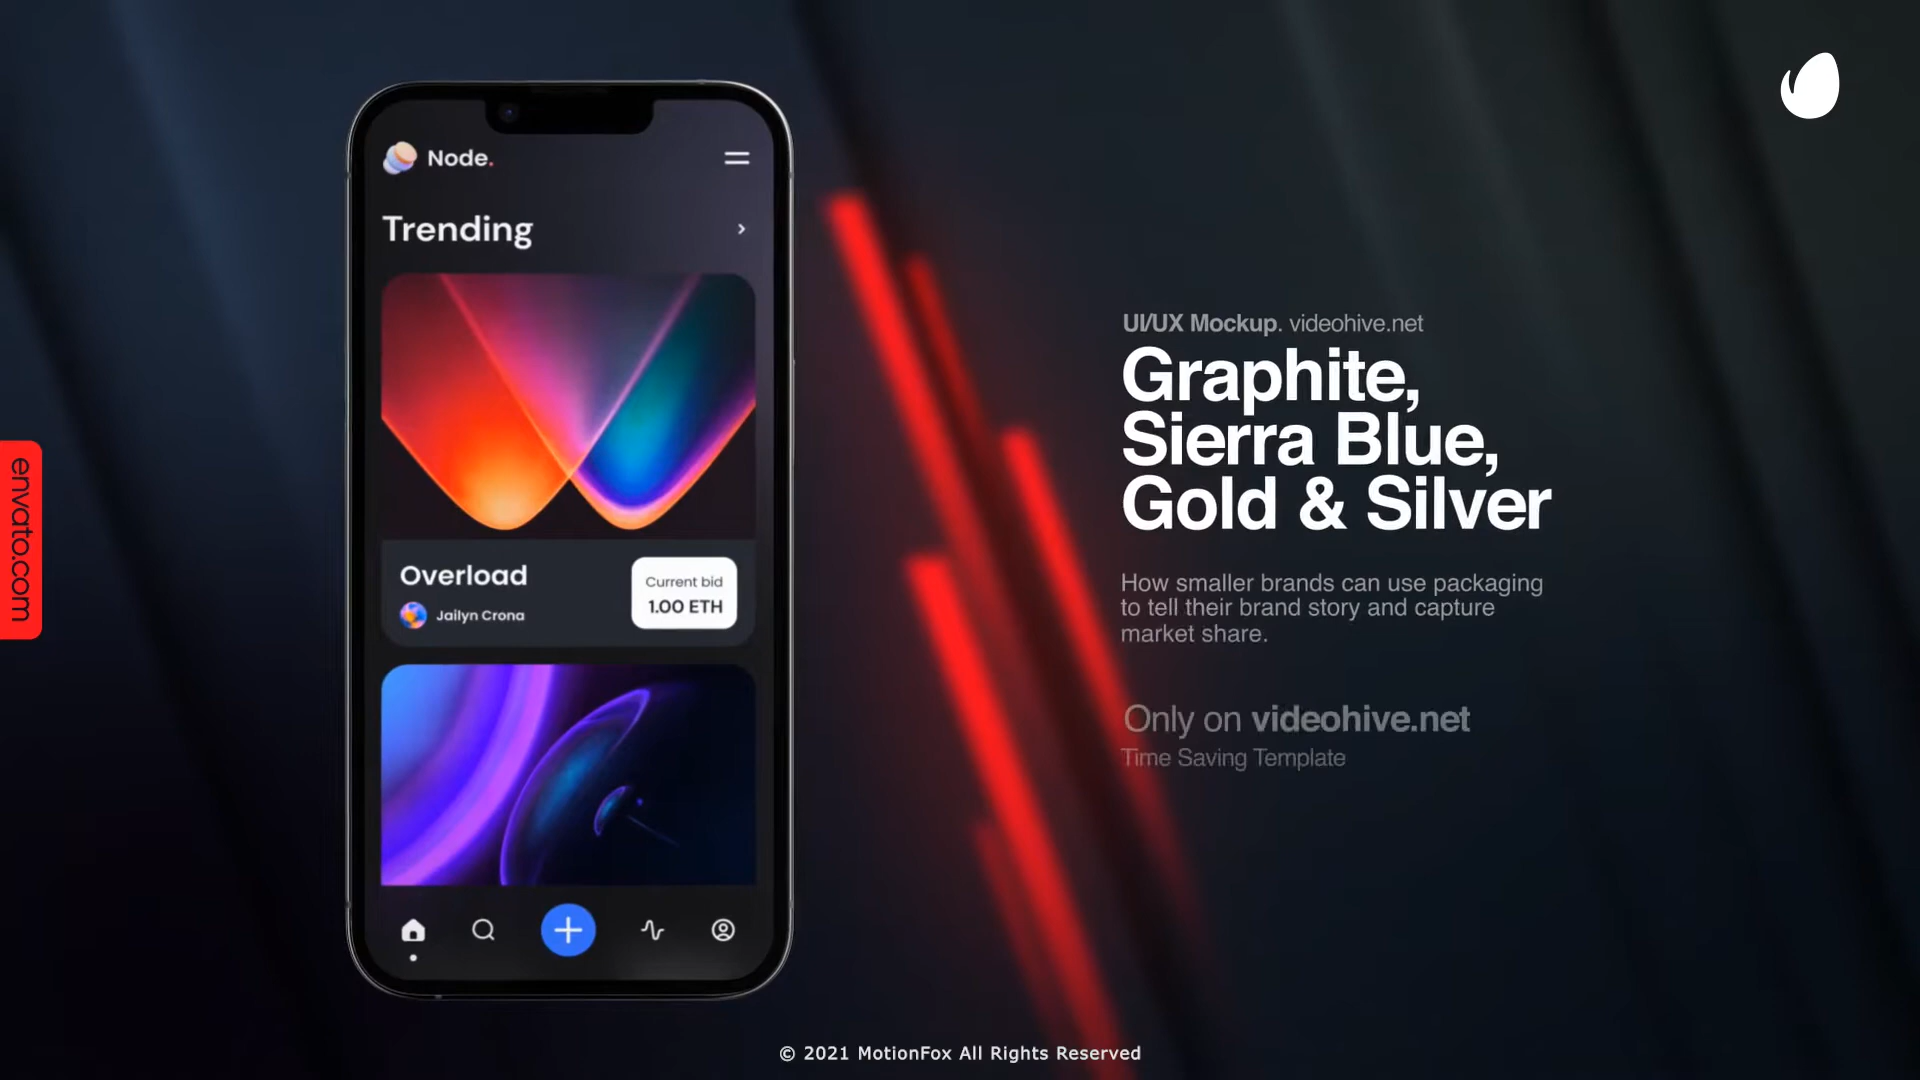 envato.com
Node.
Trending
Overload
Jailyn Crona
Current bid
1.00 ETH
UI/UX Mockup. videohive.net
Graphite,
Sierra Blue,
Gold & Silver
How smaller brands can use packaging
to tell their brand story and capture
market share.
Only on videohive.net
Time Saving Template
© 2021 MotionFox All Rights Reserved